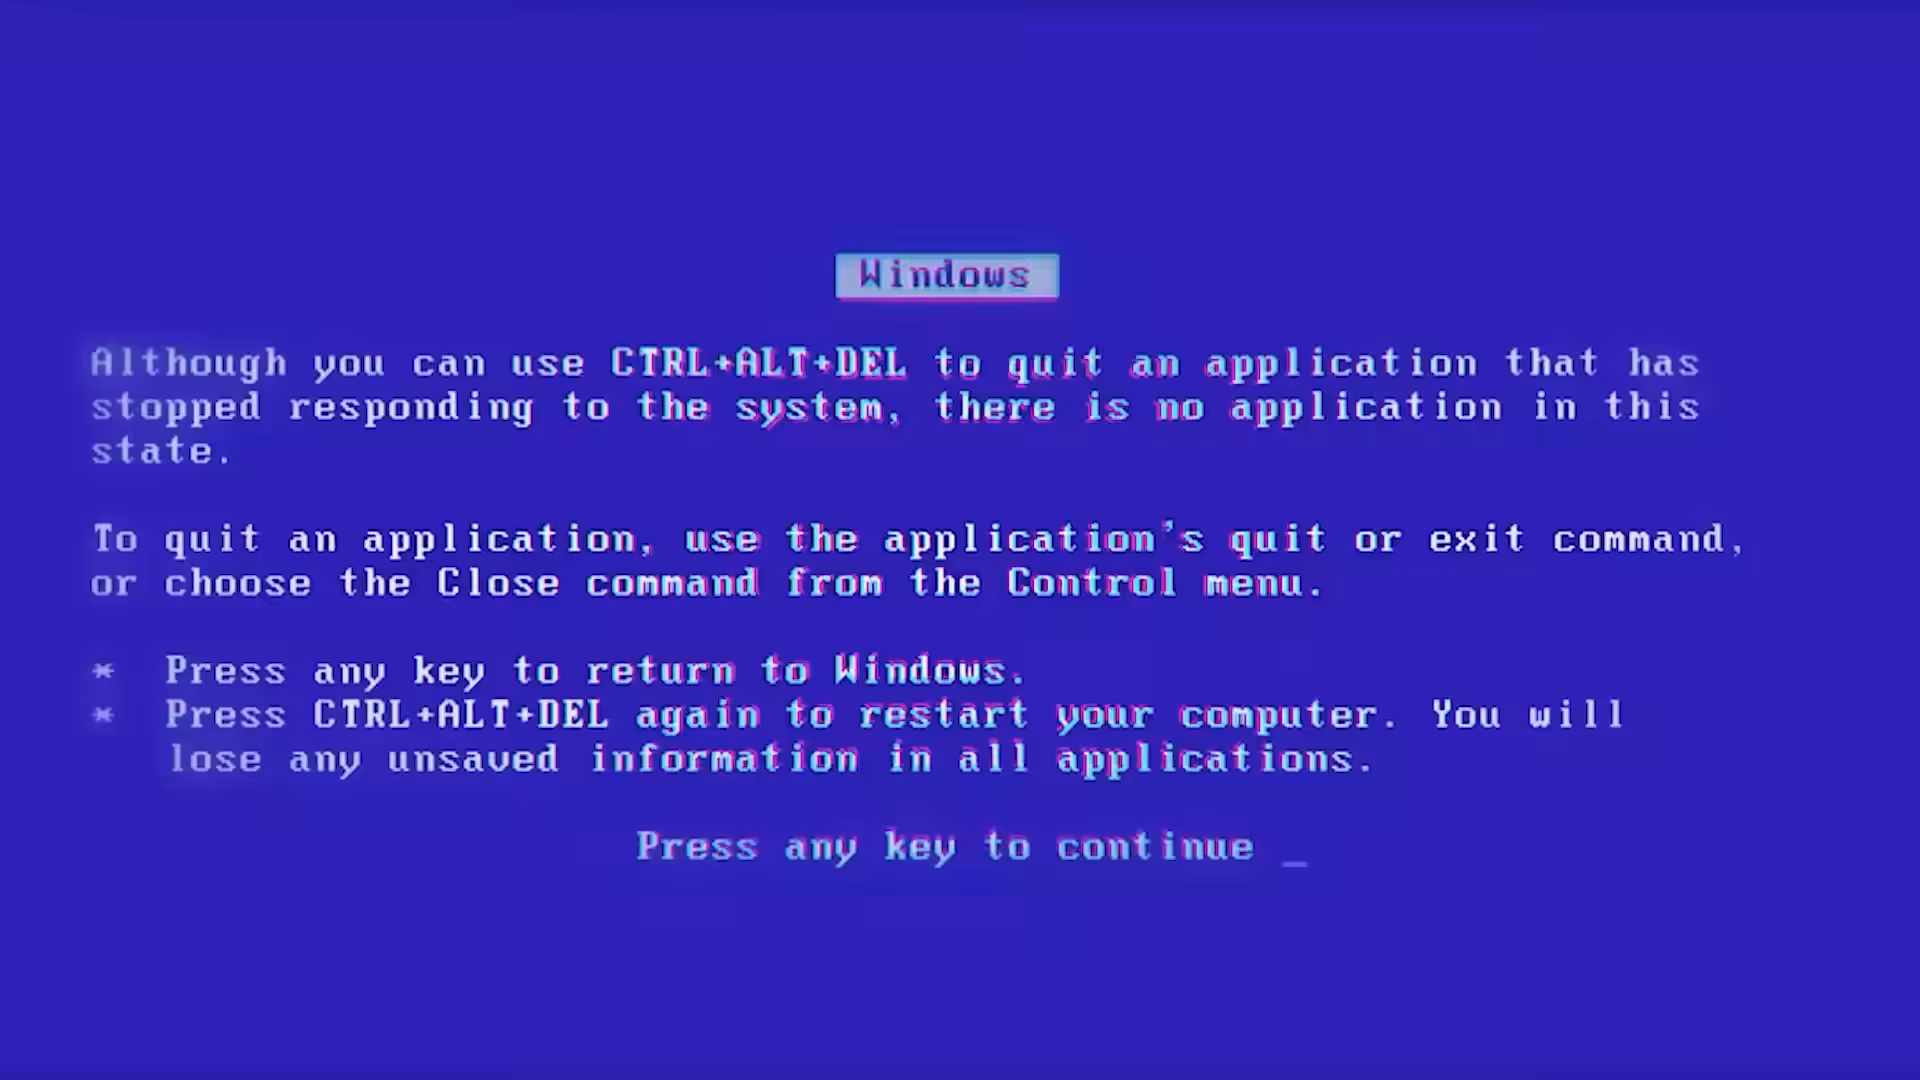 Windows
Although you can use CTRL+ALT+DEL to quit an application that has
stopped responding to the system, there is no application in this
state.
To quit an application, use the application's quit or exit command,
or choose the Close command from the Control menu.
* Press any key to return to Windows.
* Press CTRL+ALT+DEL again to restart your computer. You will
lose any unsaved information in all applications.
Press any key to continue _